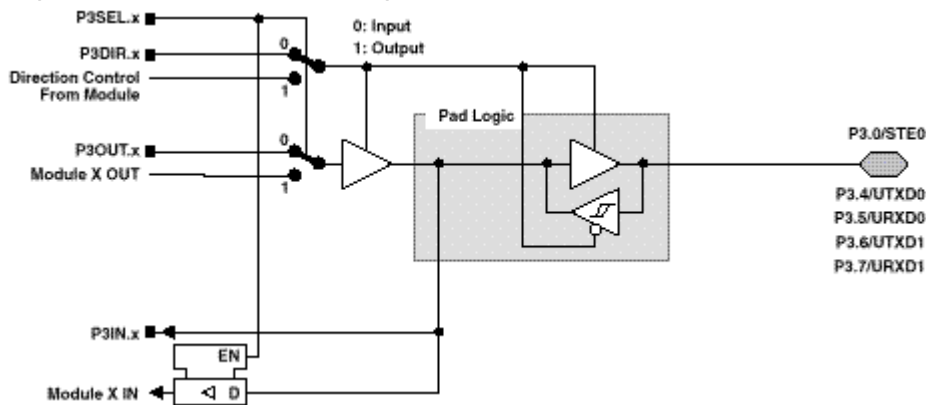 P3SEL.x
0: Input
1: Output
0
P3DIR.x
Direction Control
From Module
1
Pad Logic
P3.0/STE0
0
P3OUT.x
Module X OUT
1
P3.4/UTXD0
P3.5/URXD0
P3.6/UTXD1
P3.7/URXD1
P3IN.x
EN
Module X IN
D